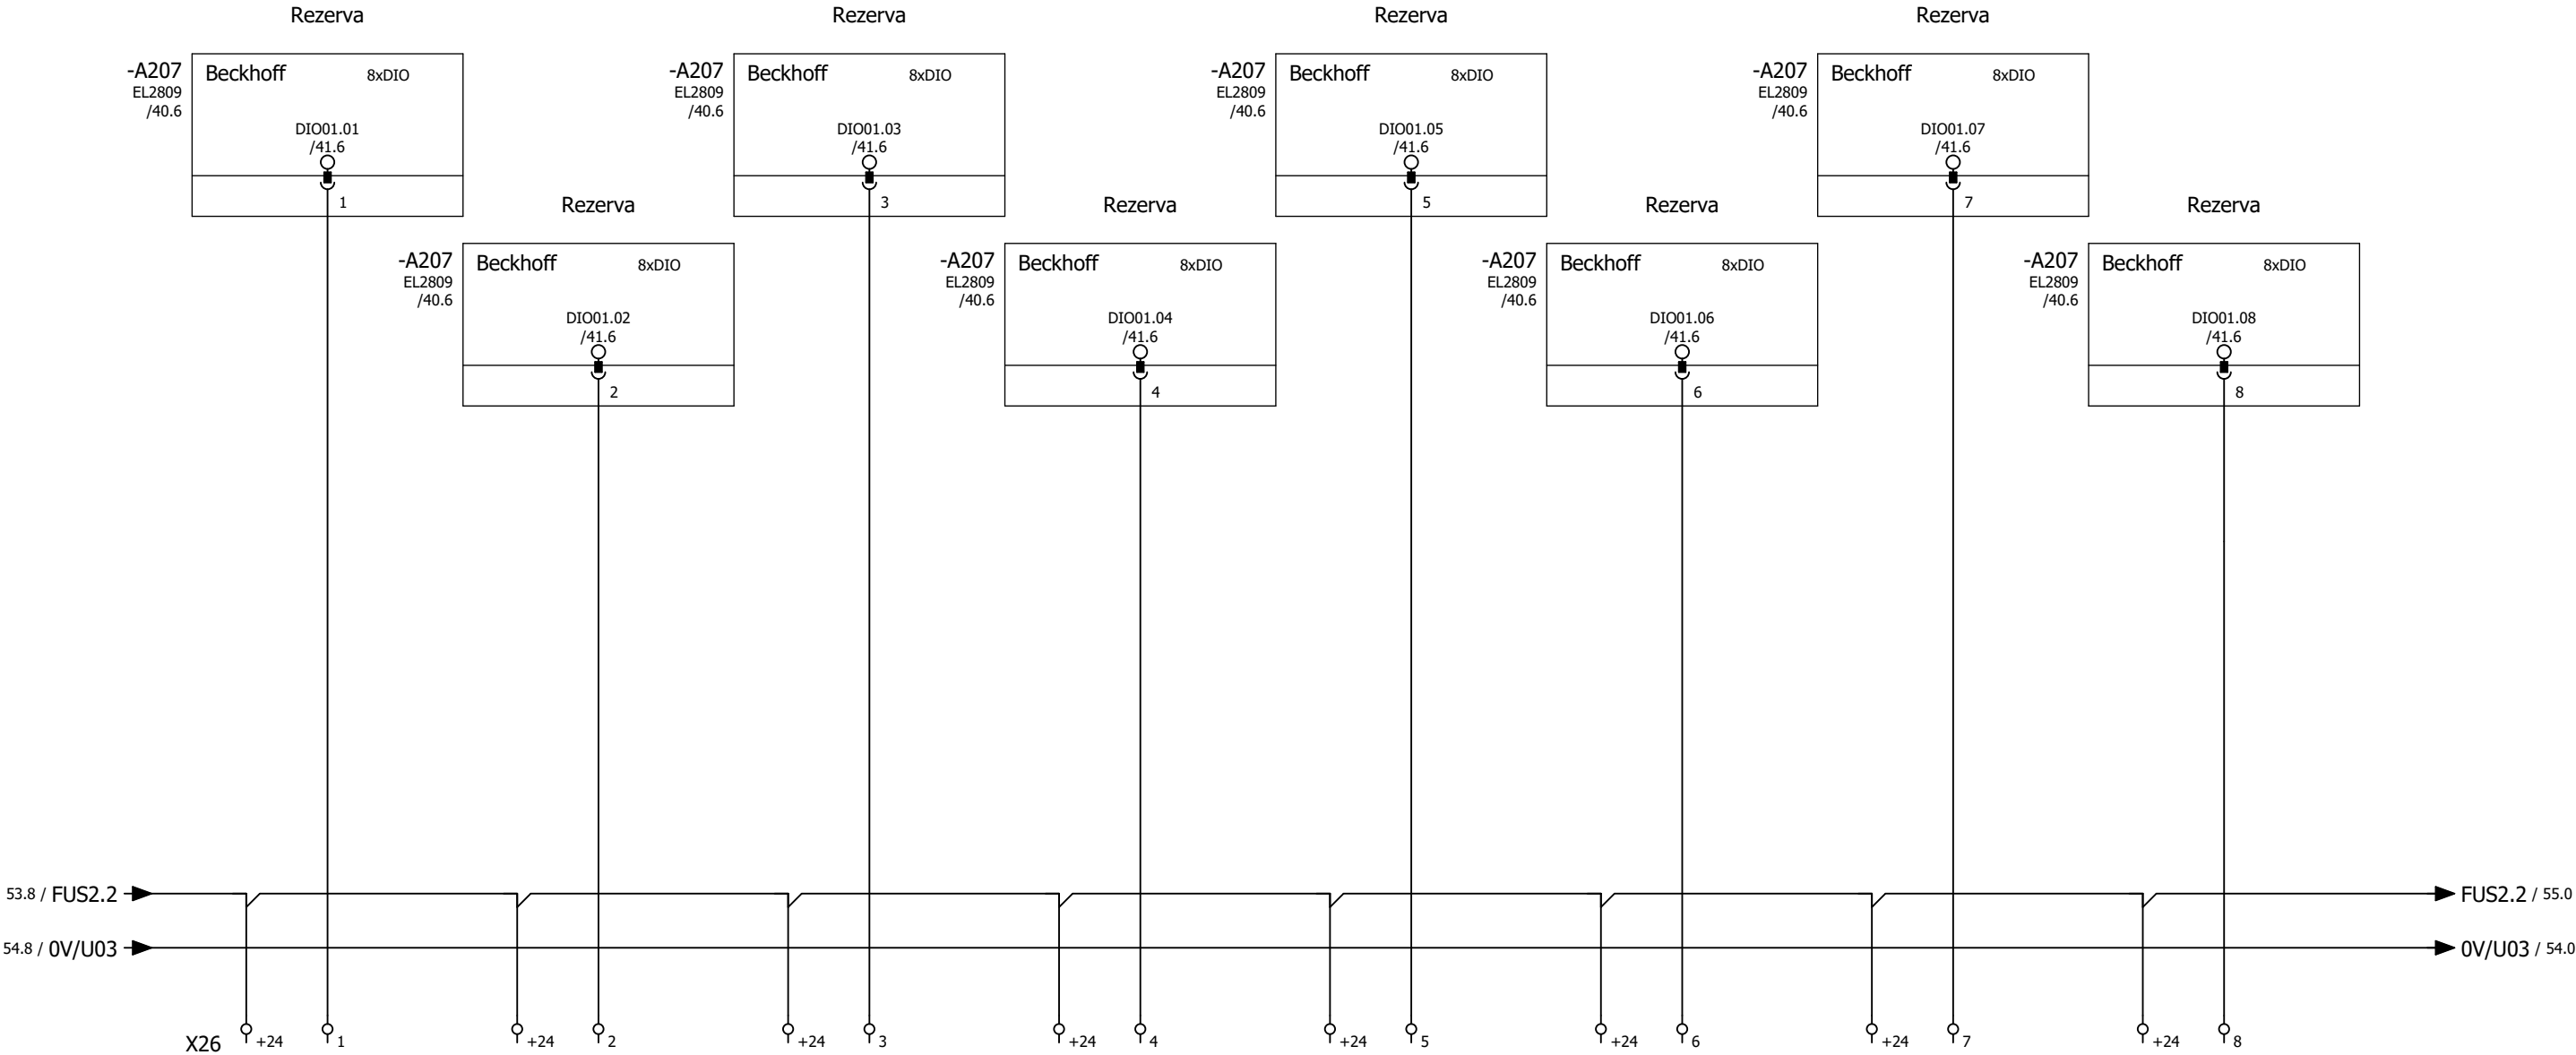 Rezerva Rezerva Rezerva Rezerva
-A207 Beckhoff 8xDIO -A207 Beckhoff 8xDIO -A207 Beckhoff 8xDIO -A207 Beckhoff 8xDIO
EL2809 EL2809 EL2809 EL2809
/40.6 /40.6 /40.6 /40.6
DIO01.01 DIO01.03 DIO01.05 DIO01.07
/41.6 /41.6 /41.6 /41.6
1 3 5 7
Rezerva Rezerva Rezerva Rezerva
-A207 Beckhoff 8xDIO -A207 Beckhoff 8xDIO -A207 Beckhoff 8xDIO -A207 Beckhoff 8xDIO
EL2809 EL2809 EL2809 EL2809
/40.6 /40.6 /40.6 /40.6
DIO01.02 DIO01.04 DIO01.06 DIO01.08
/41.6 /41.6 /41.6 /41.6
2 4 6 8
53.8 / FUS2.2 FUS2.2 / 55.0
54.8 / 0V/U03 0V/U03 / 54.0
X26 +24 1 +24 2 +24 3 +24 4 +24 5 +24 6 +24 7 +24 8